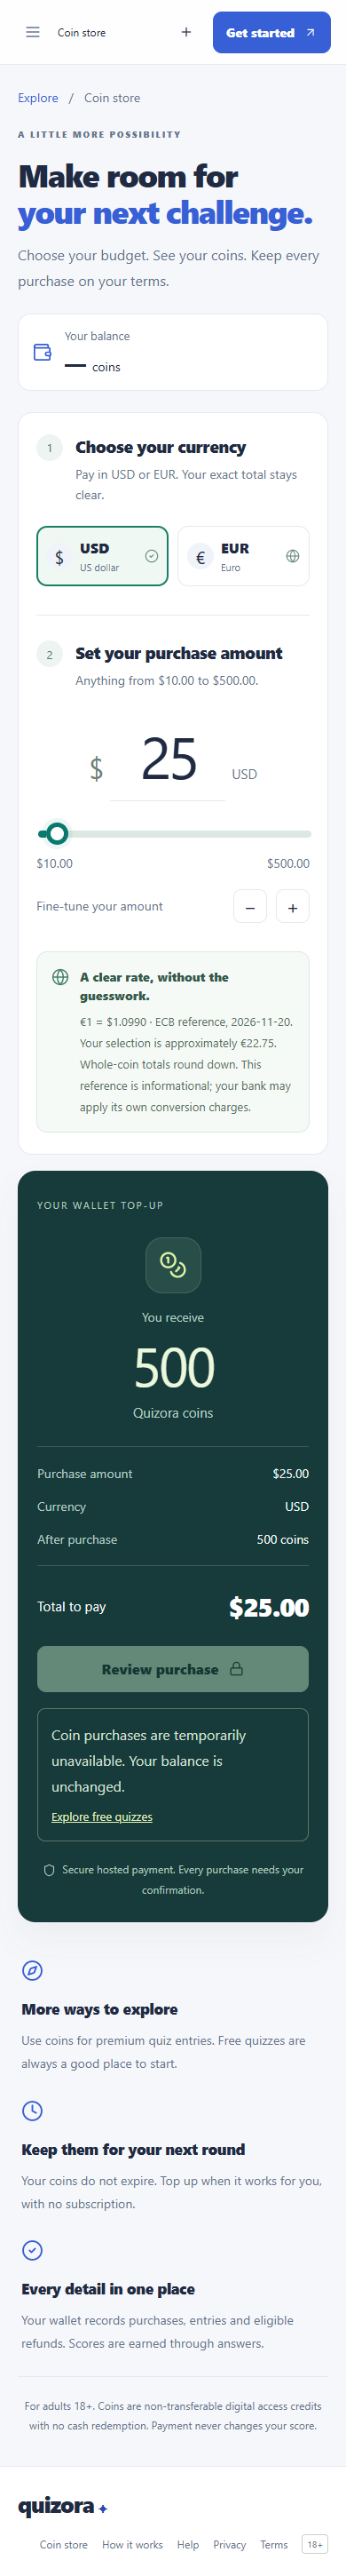 Coin store
+
Get started
Explore / Coin store
A LITTLE MORE POSSIBILITY
Make room for
your next challenge.
Choose your budget. See your coins. Keep every
purchase on your terms.
Your balance
— coins
1 Choose your currency
Pay in USD or EUR. Your exact total stays
clear.
$ USD
US dollar
€ EUR
Euro
2 Set your purchase amount
Anything from $10.00 to $500.00.
$ 25 USD
$10.00 $500.00
Fine-tune your amount − +
A clear rate, without the
guesswork.
€1 = $1.0990 · ECB reference, 2026-11-20.
Your selection is approximately €22.75.
Whole-coin totals round down. This
reference is informational; your bank may
apply its own conversion charges.
YOUR WALLET TOP-UP
You receive
500
Quizora coins
Purchase amount $25.00
Currency USD
After purchase 500 coins
Total to pay $25.00
Review purchase
Coin purchases are temporarily
unavailable. Your balance is
unchanged.
Explore free quizzes
Secure hosted payment. Every purchase needs your
confirmation.
More ways to explore
Use coins for premium quiz entries. Free quizzes are
always a good place to start.
Keep them for your next round
Your coins do not expire. Top up when it works for you,
with no subscription.
Every detail in one place
Your wallet records purchases, entries and eligible
refunds. Scores are earned through answers.
For adults 18+. Coins are non-transferable digital access credits
with no cash redemption. Payment never changes your score.
quizora
Coin store How it works Help Privacy Terms 18+